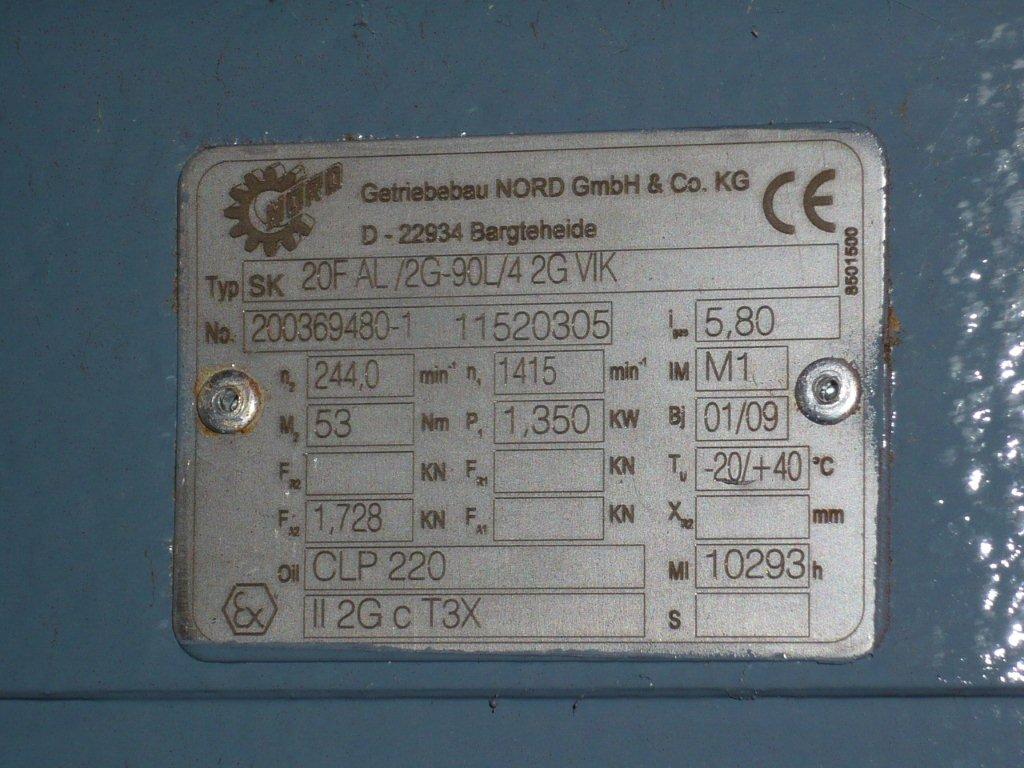 NORD
Getriebebau NORD GmbH & Co. KG CE
D - 22934 Bargteheide
8501500
Typ SK 20F AL /2G-90L/4 2G VIK
No. 200369480-1 11520305 i ges 5,80
n2 244,0 min-1 n1 1415 min-1 IM M1
M2 53 Nm P1 1,350 KW Bj 01/09
FR2 KN FR1 KN Tu -20/+40 °C
FA2 1,728 KN FA1 KN XR2 mm
Oil CLP 220 MI 10293 h
Ex II 2G c T3X S